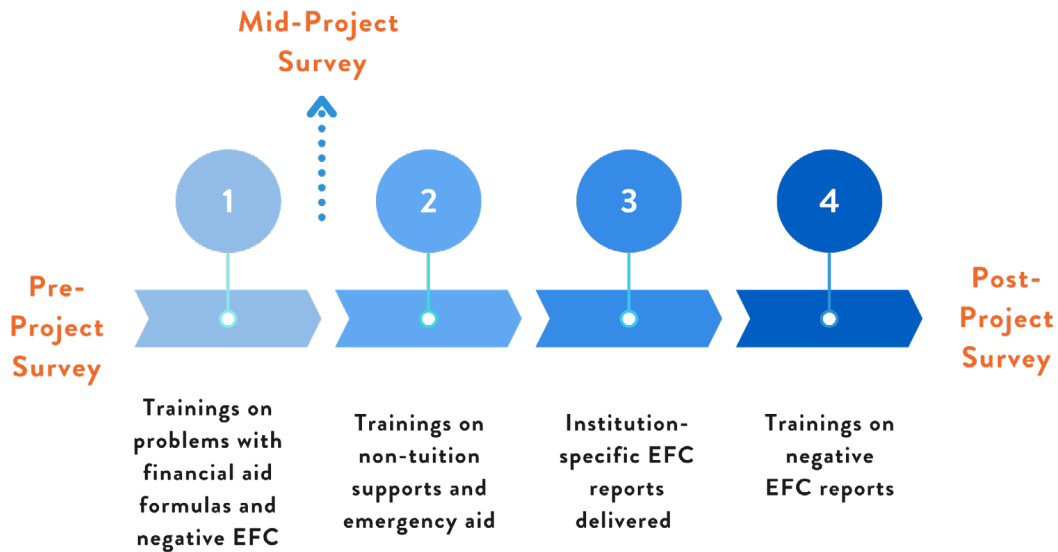 Mid-Project
Survey
1
2
3
4
Pre-
Project
Survey
Post-
Project
Survey
Trainings on
problems with
financial aid
formulas and
negative EFC
Trainings on
non-tuition
supports and
emergency aid
Institution-
specific EFC
reports
delivered
Trainings on
negative
EFC reports